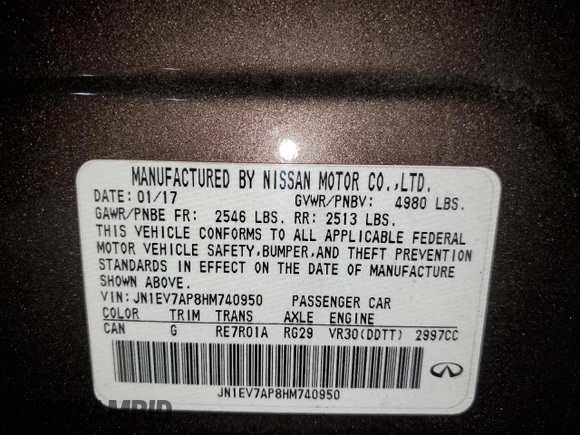 MANUFACTURED BY NISSAN MOTOR CO.,LTD.
DATE: 01/17 GVWR/PNBV: 4980 LBS.
GAWR/PNBE FR: 2546 LBS. RR: 2513 LBS.
THIS VEHICLE CONFORMS TO ALL APPLICABLE FEDERAL
MOTOR VEHICLE SAFETY,BUMPER,AND THEFT PREVENTION
STANDARDS IN EFFECT ON THE DATE OF MANUFACTURE
SHOWN ABOVE.
VIN: JN1EV7AP8HM740950 PASSENGER CAR
COLOR TRIM TRANS AXLE ENGINE
CAN G RE7R01A RG29 VR30(DDTT) 2997CC
JN1EV7AP8HM740950